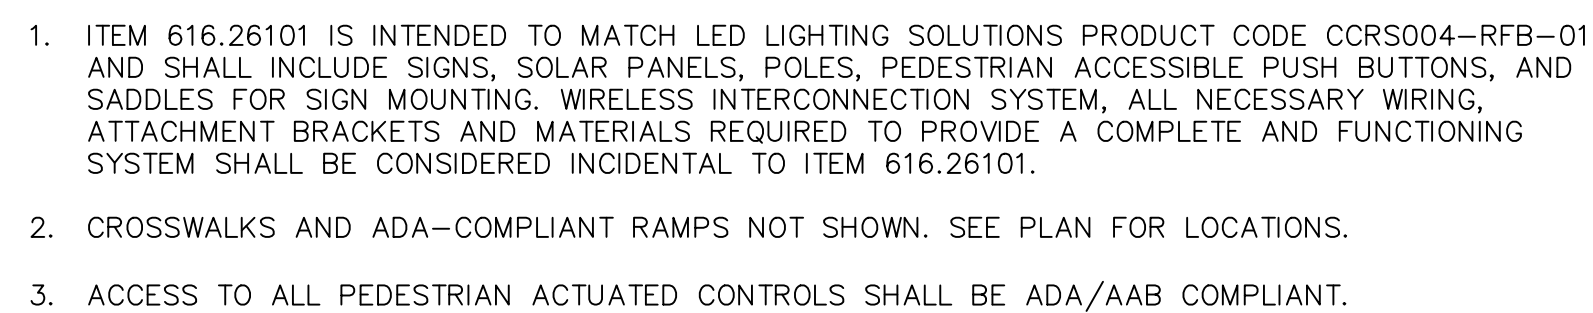 1. ITEM 616.26101 IS INTENDED TO MATCH LED LIGHTING SOLUTIONS PRODUCT CODE CCRS004-RFB-01
AND SHALL INCLUDE SIGNS, SOLAR PANELS, POLES, PEDESTRIAN ACCESSIBLE PUSH BUTTONS, AND
SADDLES FOR SIGN MOUNTING. WIRELESS INTERCONNECTION SYSTEM, ALL NECESSARY WIRING,
ATTACHMENT BRACKETS AND MATERIALS REQUIRED TO PROVIDE A COMPLETE AND FUNCTIONING
SYSTEM SHALL BE CONSIDERED INCIDENTAL TO ITEM 616.26101.
2. CROSSWALKS AND ADA-COMPLIANT RAMPS NOT SHOWN. SEE PLAN FOR LOCATIONS.
3. ACCESS TO ALL PEDESTRIAN ACTUATED CONTROLS SHALL BE ADA/AAB COMPLIANT.